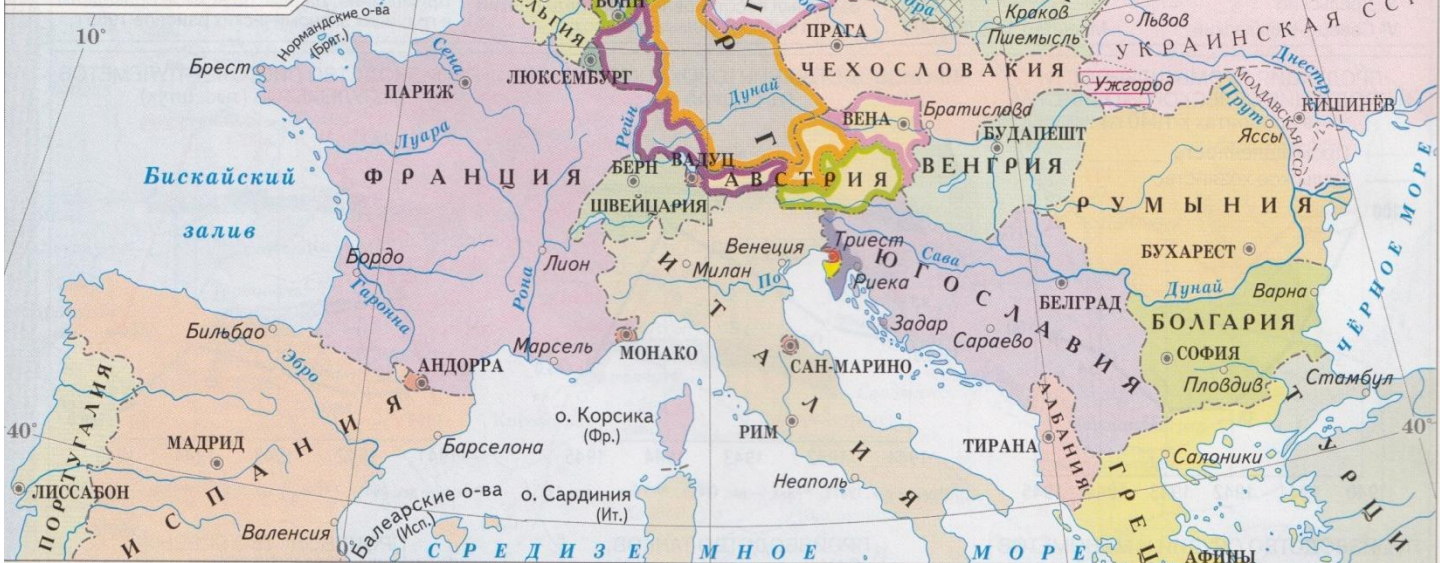 БОНН
ЛЬГИЯ
Нормандские о-ва
(Брит.)
10°
Брест
Сена
ПАРИЖ
ЛЮКСЕМБУРГ
ПРАГА
Краков
Пшемысль
Львов
УКРАИНСКАЯ ССР
ЧЕХОСЛОВАКИЯ
Ужгород
Днестр
МОЛДАВСКАЯ ССР
КИШИНЁВ
Прут
Яссы
Дунай
Г
Рейн
ВЕНА
Братислава
БУДАПЕШТ
Луара
Бискайский
залив
ФРАНЦИЯ
БЕРН
ВАДУЦ
АВСТРИЯ
ВЕНГРИЯ
ШВЕЙЦАРИЯ
РУМЫНИЯ
БУХАРЕСТ
ЧЁРНОЕ МОРЕ
Бордо
Лион
Рона
Гаронна
Венеция
Милан
По
Триест
Риека
Сава
ЮГОСЛАВИЯ
БЕЛГРАД
Дунай
Варна
БОЛГАРИЯ
Задар
Сараево
СОФИЯ
Пловдив
Стамбул
Бильбао
Эбро
АНДОРРА
Марсель
МОНАКО
САН-МАРИНО
ИТАЛИЯ
РИМ
Неаполь
о. Корсика
(Фр.)
о. Сардиния
(Ит.)
ТИРАНА
АЛБАНИЯ
Салоники
ГРЕЦ
АФИНЫ
ТУРЦИ
40°
40°
ПОРТУГАЛИЯ
ЛИССАБОН
МАДРИД
ИСПАНИЯ
Барселона
Валенсия
0°
Балеарские о-ва
(Исп.)
СРЕДИЗЕМНОЕ МОРЕ